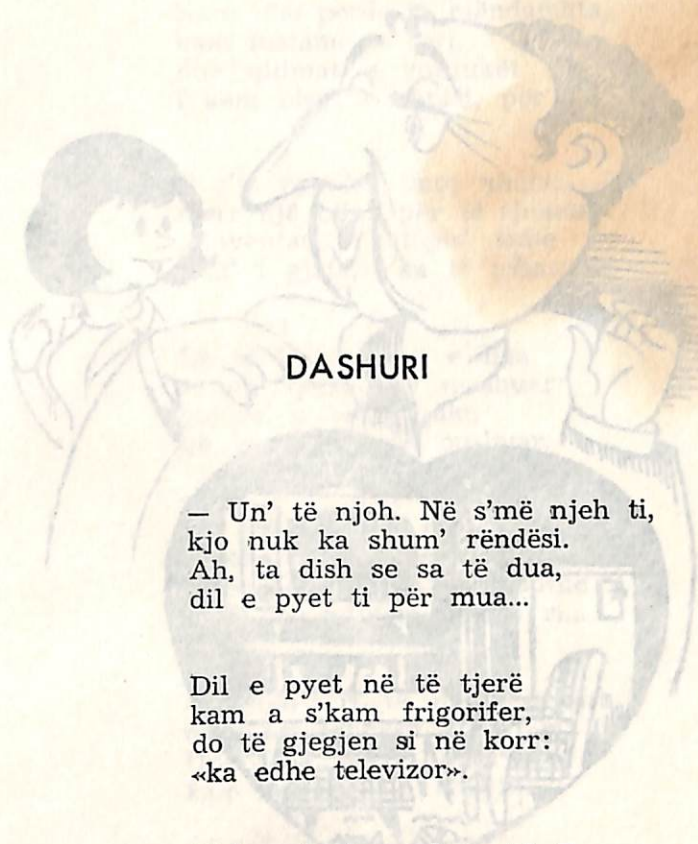 DASHURI
— Un' të njoh. Në s'më njeh ti,
kjo nuk ka shum' rëndësi.
Ah, ta dish se sa të dua,
dil e pyet ti për mua...
Dil e pyet në të tjerë
kam a s'kam frigorifer,
do të gjegjen si në korr:
«ka edhe televizor».